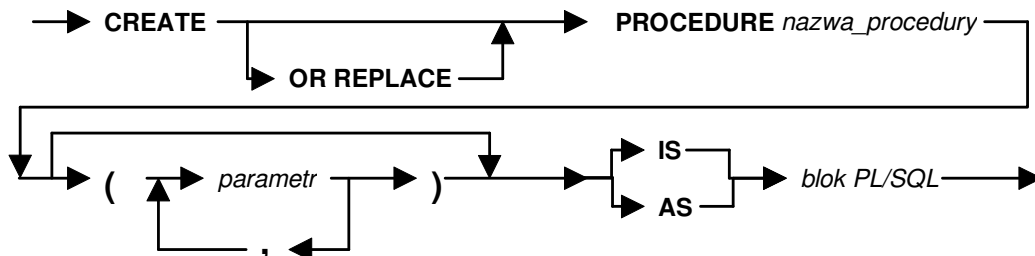 CREATE PROCEDURE nazwa_procedury
OR REPLACE
( parametr ) IS blok PL/SQL
AS
,